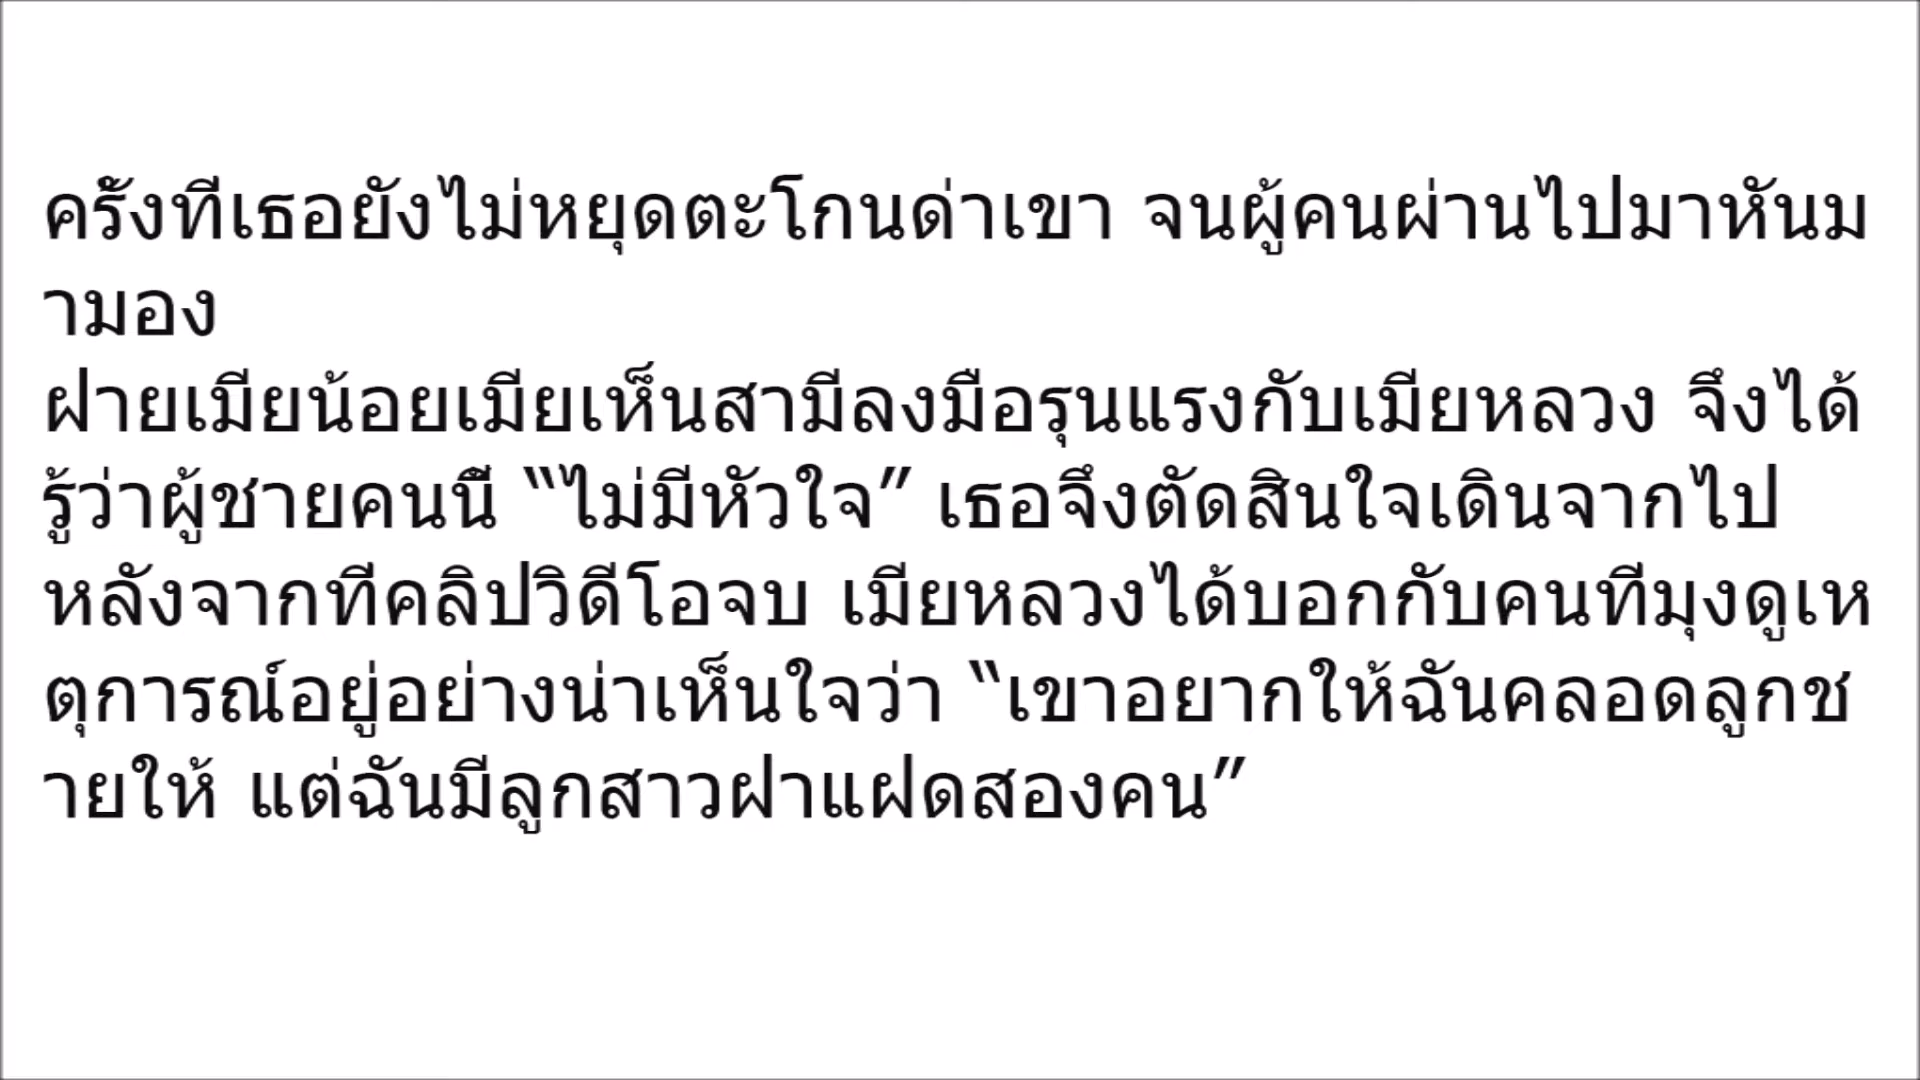 ครั้งที่เธอยังไม่หยุดตะโกนด่าเขา จนผู้คนผ่านไปมาหันม
ามอง
ฝ่ายเมียน้อยเมียเห็นสามีลงมือรุนแรงกับเมียหลวง จึงได้
รู้ว่าผู้ชายคนนี้ “ไม่มีหัวใจ” เธอจึงตัดสินใจเดินจากไป
หลังจากที่คลิปวิดีโอจบ เมียหลวงได้บอกกับคนที่มุงดูเห
ตุการณ์อยู่อย่างน่าเห็นใจว่า “เขาอยากให้ฉันคลอดลูกช
ายให้ แต่ฉันมีลูกสาวฝาแฝดสองคน”